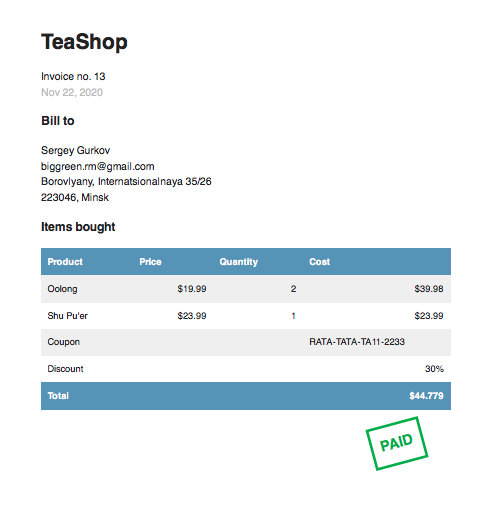 TeaShop
Invoice no. 13
Nov 22, 2020
Bill to
Sergey Gurkov
biggreen.rm@gmail.com
Borovlyany, Internatsionalnaya 35/26
223046, Minsk
Items bought
Product Price Quantity Cost
Oolong $19.99 2 $39.98
Shu Pu'er $23.99 1 $23.99
Coupon RATA-TATA-TA11-2233
Discount 30%
Total $44.779
PAID